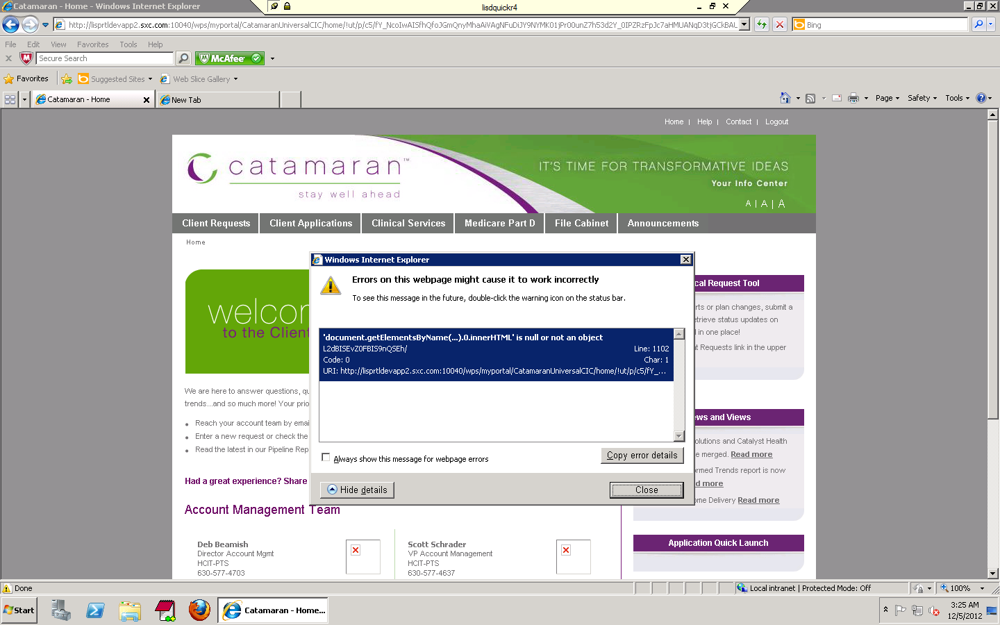 Catamaran - Home - Windows Internet Explorer
lisdquickr4
http://lisprtldevapp2.sxc.com:10040/wps/myportal/CatamaranUniversalCIC/home/!ut/p/c5/
Bing
File Edit View Favorites Tools Help
Secure Search
McAfee
Favorites
Suggested Sites
Web Slice Gallery
Catamaran - Home
New Tab
Page Safety Tools
Home | Help | Contact | Logout
catamaran™
stay well ahead
IT'S TIME FOR TRANSFORMATIVE IDEAS
Your Info Center
A | A | A
Client Requests
Client Applications
Clinical Services
Medicare Part D
File Cabinet
Announcements
Home
welcom
to the Client
We are here to answer questions, qu
trends...and so much more! Your prio
Reach your account team by emai
Enter a new request or check the
Read the latest in our Pipeline Rep
Had a great experience? Share
Account Management Team
Deb Beamish
Director Account Mgmt
HCIT-PTS
630-577-4703
Scott Schrader
VP Account Management
HCIT-PTS
630-577-4637
Windows Internet Explorer
Errors on this webpage might cause it to work incorrectly
To see this message in the future, double-click the warning icon on the status bar.
'document.getElementsByName(...).0.innerHTML' is null or not an object
L2dBISEvZ0FBIS9nQSEh/
Line: 1102
Code: 0
Char: 1
URI: http://lisprtldevapp2.sxc.com:10040/wps/myportal/CatamaranUniversalCIC/home/!ut/p/c5/fY_...
Always show this message for webpage errors
Copy error details
Hide details
Close
cal Request Tool
rts or plan changes, submit a
etrieve status updates on
l in one place!
t Requests link in the upper
ews and Views
olutions and Catalyst Health
e merged. Read more
ormed Trends report is now
d more
ome Delivery Read more
Application Quick Launch
Done
Local intranet | Protected Mode: Off
100%
Start
Catamaran - Home...
3:25 AM
12/5/2012